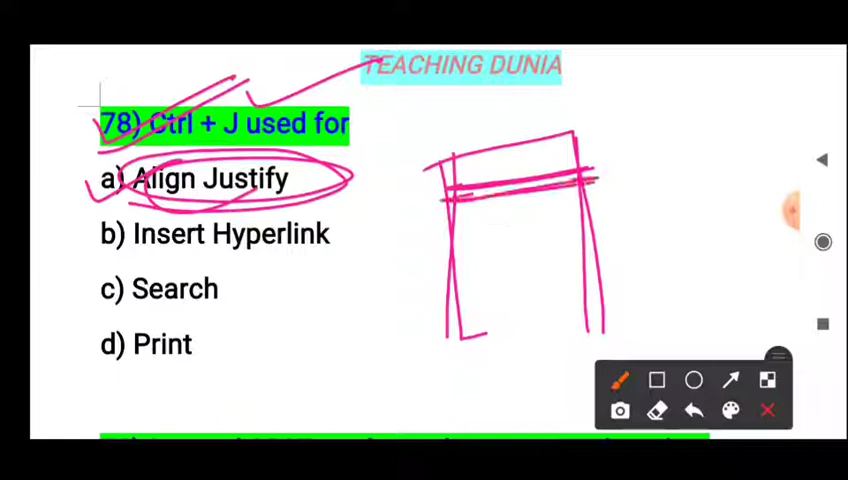 TEACHING DUNIA
78) Ctrl + J used for
a) Align Justify
b) Insert Hyperlink
c) Search
d) Print